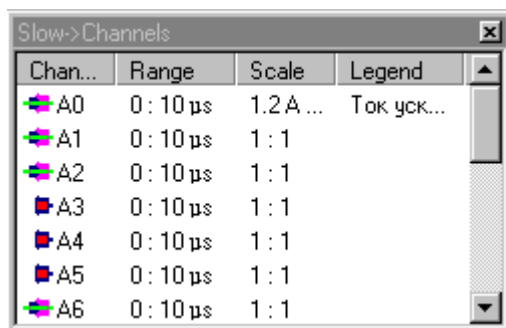 Slow->Channels
Chan... Range Scale Legend
A0 0 : 10 µs 1.2 A ... Ток уск...
A1 0 : 10 µs 1 : 1
A2 0 : 10 µs 1 : 1
A3 0 : 10 µs 1 : 1
A4 0 : 10 µs 1 : 1
A5 0 : 10 µs 1 : 1
A6 0 : 10 µs 1 : 1